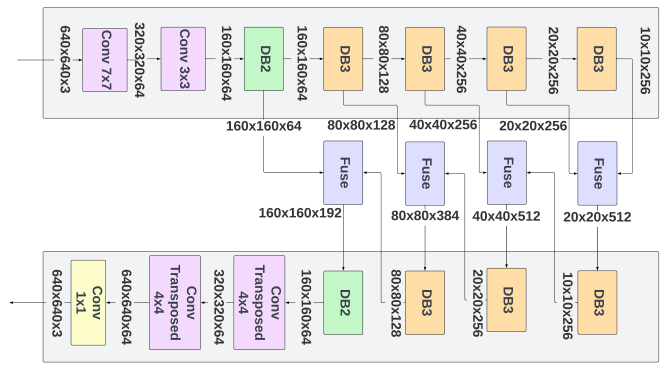 640x640x3
Conv 7x7
320x320x64
Conv 3x3
160x160x64
DB2
160x160x64
DB3
80x80x128
DB3
40x40x256
DB3
20x20x256
DB3
10x10x256
160x160x64
80x80x128
40x40x256
20x20x256
Fuse
Fuse
Fuse
Fuse
160x160x192
80x80x384
40x40x512
20x20x512
640x640x3
Conv
1x1
640x640x64
Conv
Transposed
4x4
320x320x64
Conv
Transposed
4x4
160x160x64
DB2
80x80x128
DB3
20x20x256
DB3
10x10x256
DB3